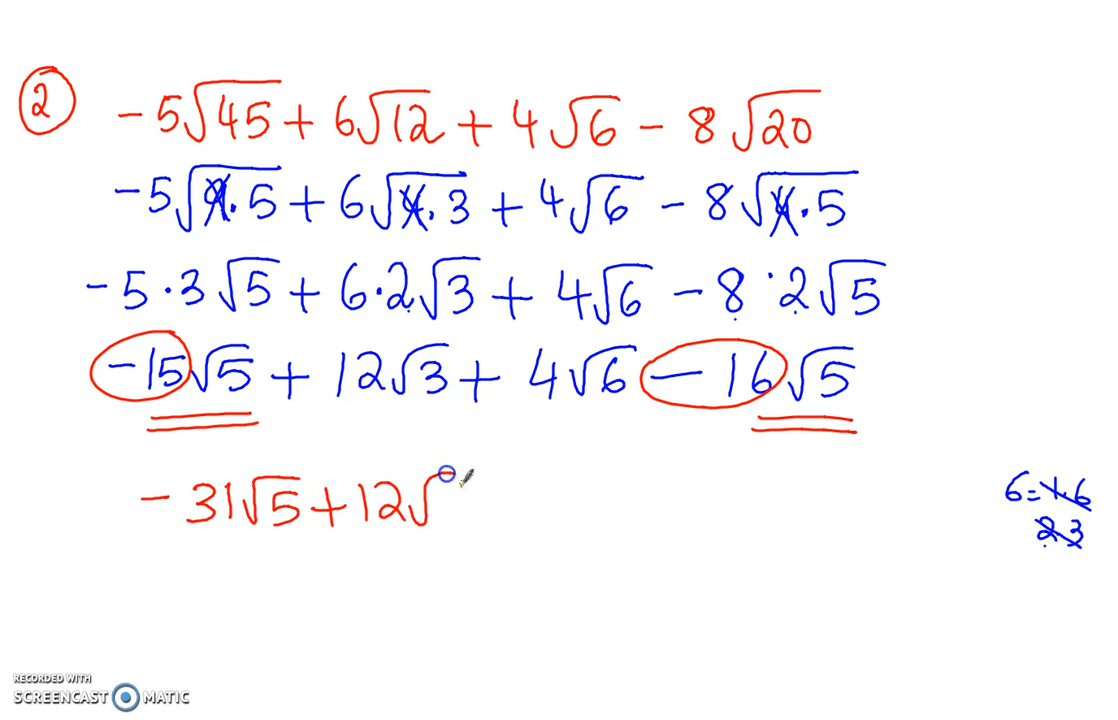 ② -5√45 + 6√12 + 4√6 - 8√20
-5√9.5 + 6√4.3 + 4√6 - 8√4.5
-5·3√5 + 6·2√3 + 4√6 - 8·2√5
-15√5 + 12√3 + 4√6 - 16√5
-31√5 + 12√
6=1.6
2.3
RECORDED WITH
SCREENCAST MATIC